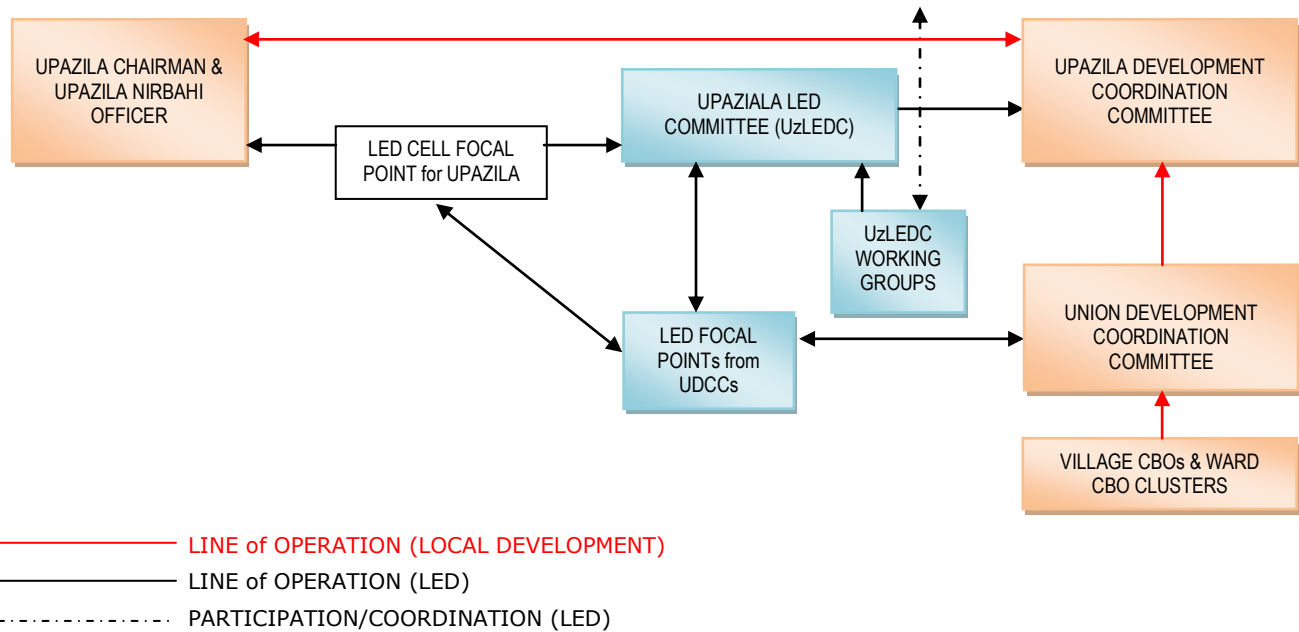 UPAZILA CHAIRMAN &
UPAZILA NIRBAHI
OFFICER
LED CELL FOCAL
POINT for UPAZILA
UPAZIALA LED
COMMITTEE (UzLEDC)
UPAZILA DEVELOPMENT
COORDINATION
COMMITTEE
UzLEDC
WORKING
GROUPS
LED FOCAL
POINTs from
UDCCs
UNION DEVELOPMENT
COORDINATION
COMMITTEE
VILLAGE CBOs & WARD
CBO CLUSTERS
LINE of OPERATION (LOCAL DEVELOPMENT)
LINE of OPERATION (LED)
PARTICIPATION/COORDINATION (LED)